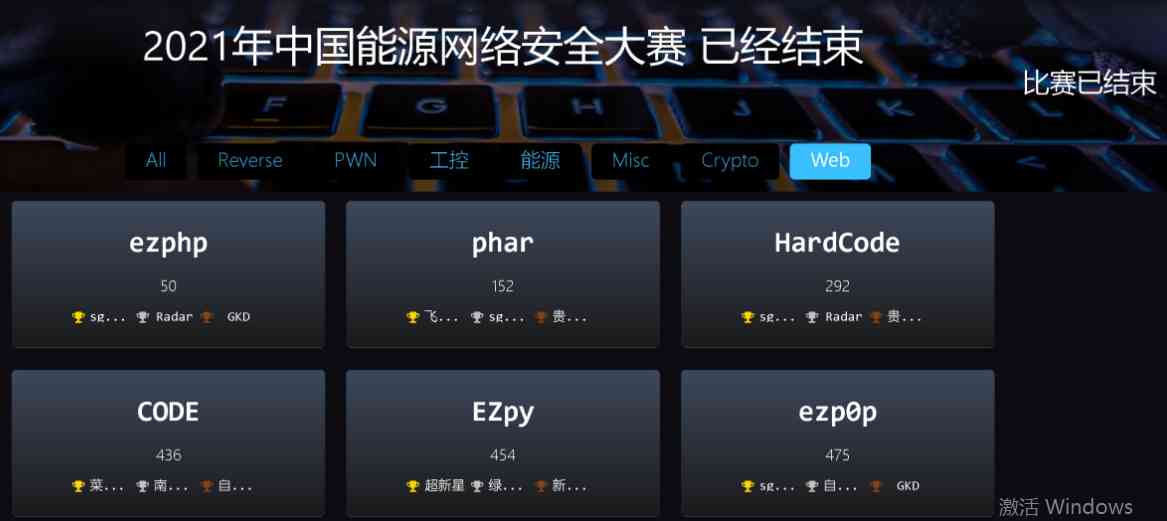 2021年中国能源网络安全大赛 已经结束
比赛已结束
F G H J K L
All Reverse PWN 工控 能源 Misc Crypto Web
ezphp phar HardCode
50 152 292
sg... Radar GKD 飞... sg... 贵... sg... Radar 贵...
CODE EZpy ezp0p
436 454 475
菜... 南... 自... 超新星 绿... 新... sg... 自... GKD
激活 Windows